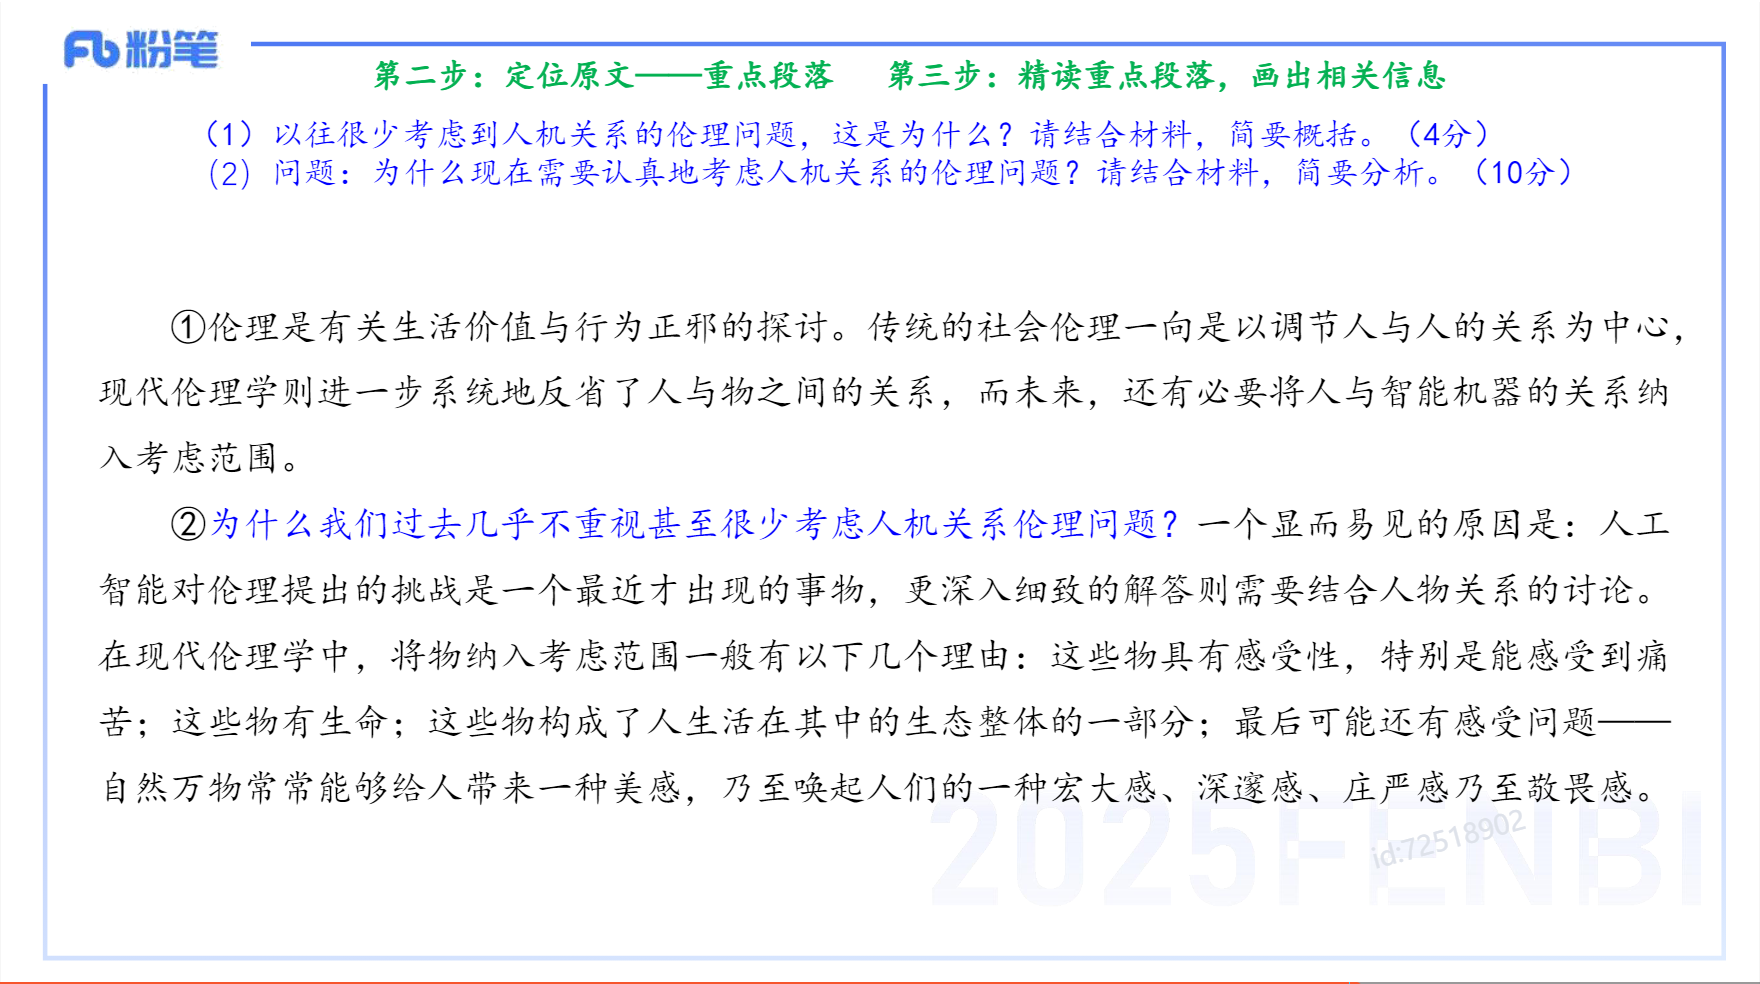 粉笔
第二步：定位原文——重点段落 第三步：精读重点段落，画出相关信息
（1）以往很少考虑到人机关系的伦理问题，这是为什么？请结合材料，简要概括。（4分）
（2）问题：为什么现在需要认真地考虑人机关系的伦理问题？请结合材料，简要分析。（10分）
①伦理是有关生活价值与行为正邪的探讨。传统的社会伦理一向是以调节人与人的关系为中心，
现代伦理学则进一步系统地反省了人与物之间的关系，而未来，还有必要将人与智能机器的关系纳
入考虑范围。
②为什么我们过去几乎不重视甚至很少考虑人机关系伦理问题？一个显而易见的原因是：人工
智能对伦理提出的挑战是一个最近才出现的事物，更深入细致的解答则需要结合人物关系的讨论。
在现代伦理学中，将物纳入考虑范围一般有以下几个理由：这些物具有感受性，特别是能感受到痛
苦；这些物有生命；这些物构成了人生活在其中的生态整体的一部分；最后可能还有感受问题——
自然万物常常能够给人带来一种美感，乃至唤起人们的一种宏大感、深邃感、庄严感乃至敬畏感。
2025FENBI
id:72518902